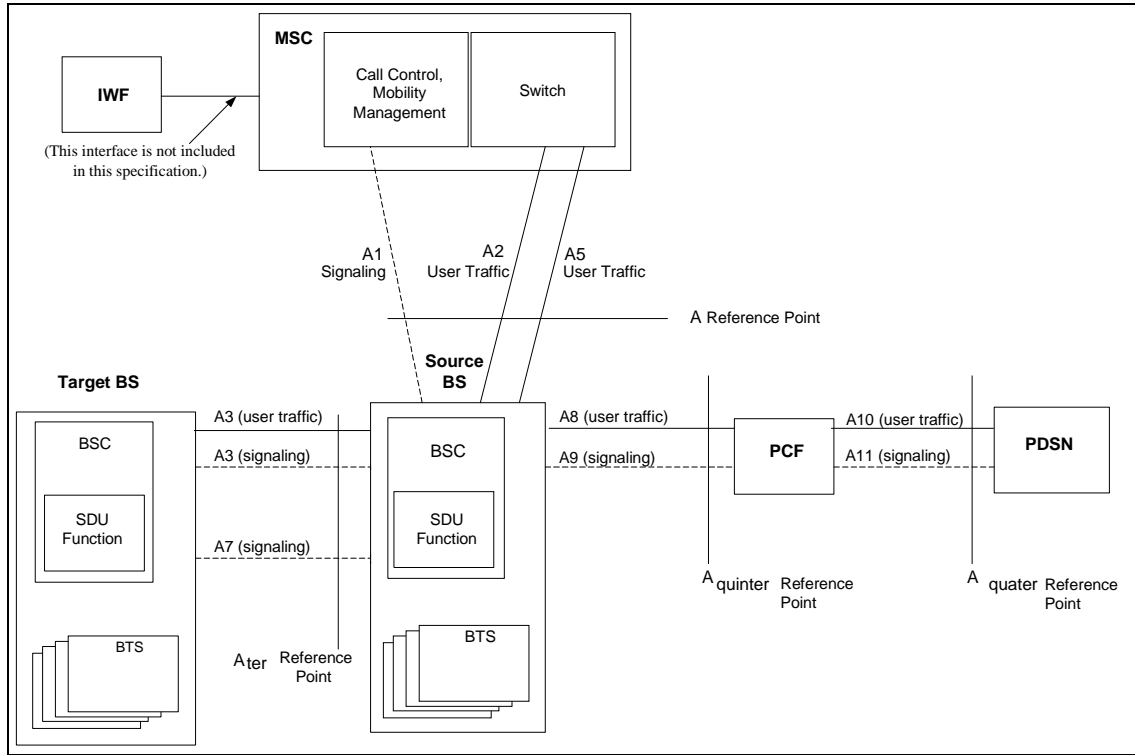 MSC
IWF
Call Control,
Mobility
Management
Switch
(This interface is not included
in this specification.)
A1
Signaling
A2
User Traffic
A5
User Traffic
A Reference Point
Target BS
Source
BS
A3 (user traffic)
A3 (signaling)
A7 (signaling)
BSC
SDU
Function
BTS
A ter Reference
Point
BSC
SDU
Function
BTS
A8 (user traffic)
A9 (signaling)
PCF
A quinter Reference
Point
A10 (user traffic)
A11 (signaling)
PDSN
A quater Reference
Point